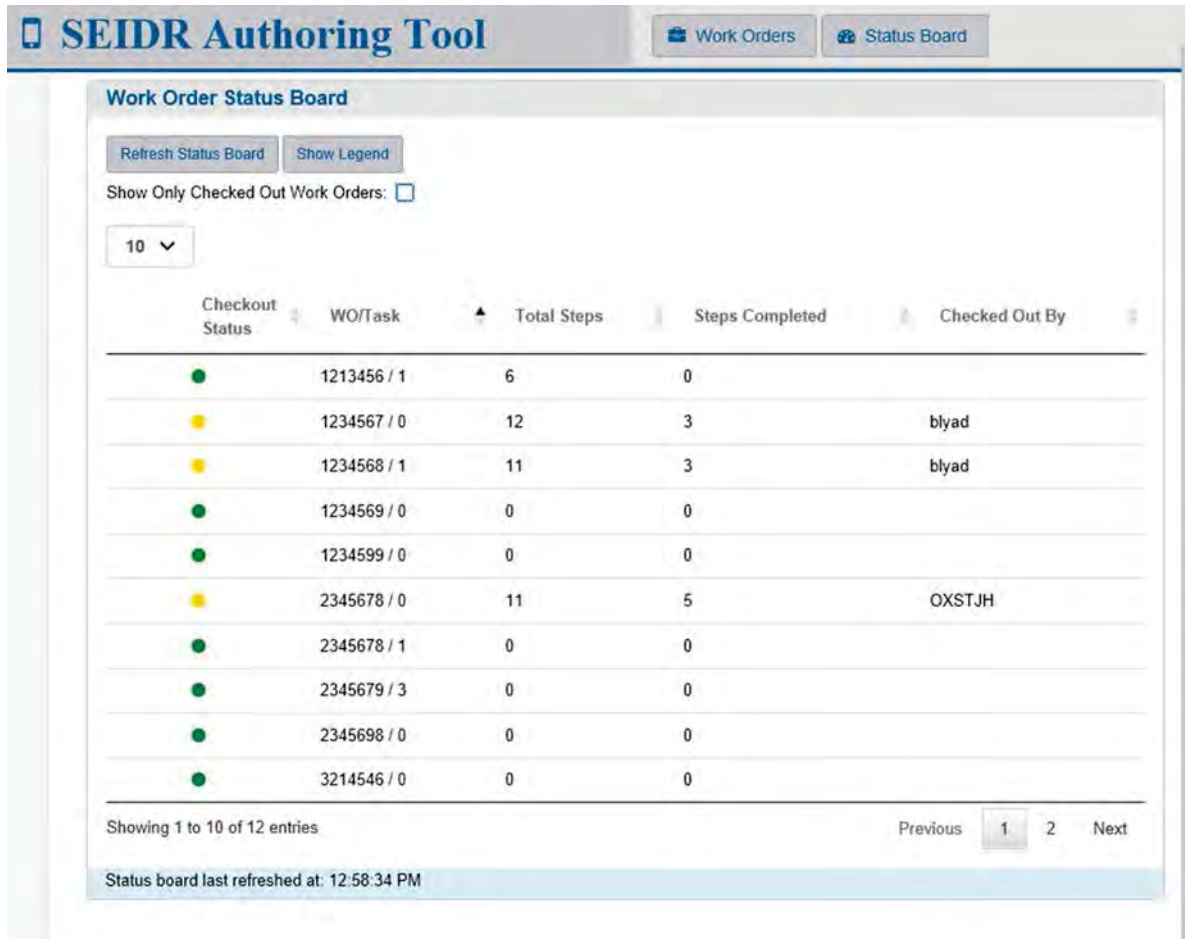 SEIDR Authoring Tool
Work Orders
Status Board
Work Order Status Board
Refresh Status Board
Show Legend
Show Only Checked Out Work Orders:
10
Checkout Status WO/Task Total Steps Steps Completed Checked Out By
1213456 / 1 6 0
1234567 / 0 12 3 blyad
1234568 / 1 11 3 blyad
1234569 / 0 0 0
1234599 / 0 0 0
2345678 / 0 11 5 OXSTJH
2345678 / 1 0 0
2345679 / 3 0 0
2345698 / 0 0 0
3214546 / 0 0 0
Showing 1 to 10 of 12 entries
Previous 1 2 Next
Status board last refreshed at: 12:58:34 PM